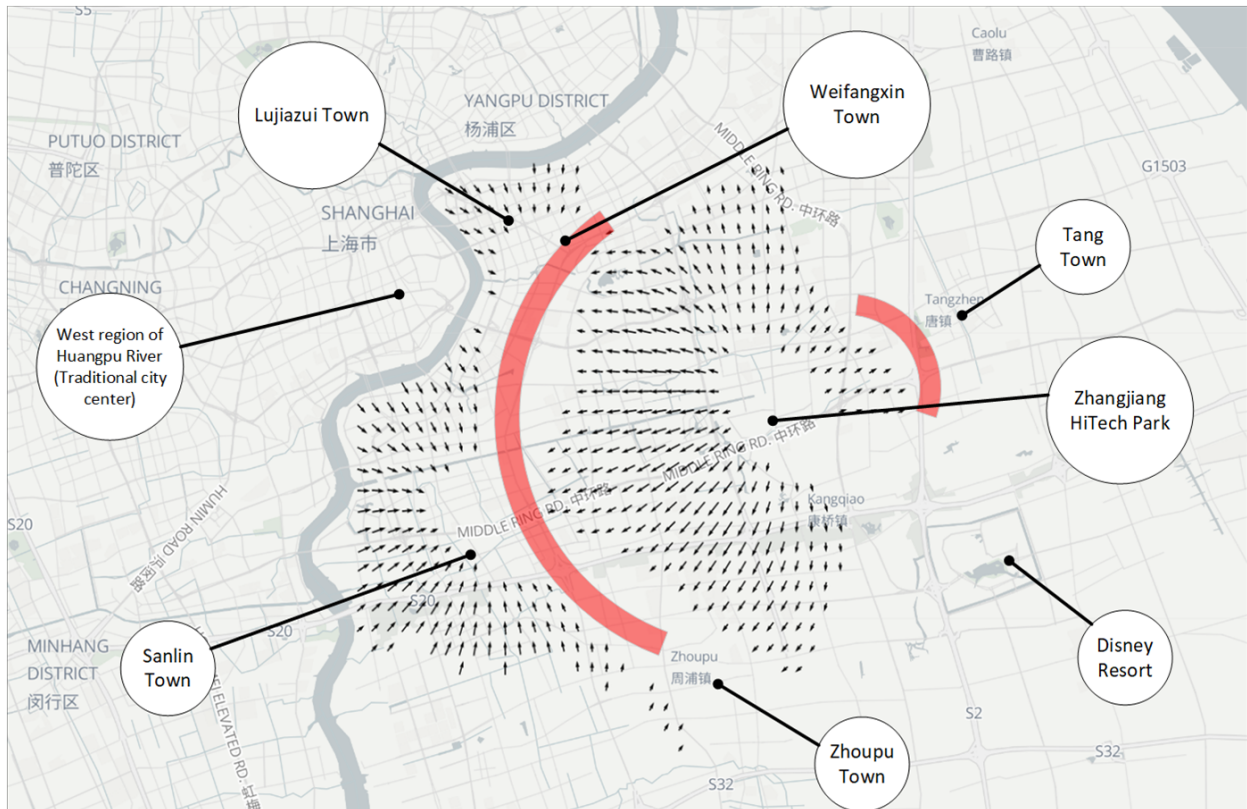 S5
Caolu
曹路镇
Lujiazui Town
YANGPU DISTRICT
杨浦区
Weifangxin
Town
PUTUO DISTRICT
普陀区
MIDDLE RING RD. 中环路
G1503
SHANGHAI
上海市
Tang
Town
CHANGNING
Tangzhen
唐镇
West region of
Huangpu River
(Traditional city
center)
Zhangjiang
HiTech Park
MIDDLE RING RD. 中环路
Kangqiao
康桥镇
HUMIN ROAD
S20
MIDDLE RING RD. 中环路
S20
S20
MINHANG
DISTRICT
闵行区
Sanlin
Town
Zhoupu
周浦镇
Disney
Resort
ELEVATED RD.
S2
Zhoupu
Town
S32
S32